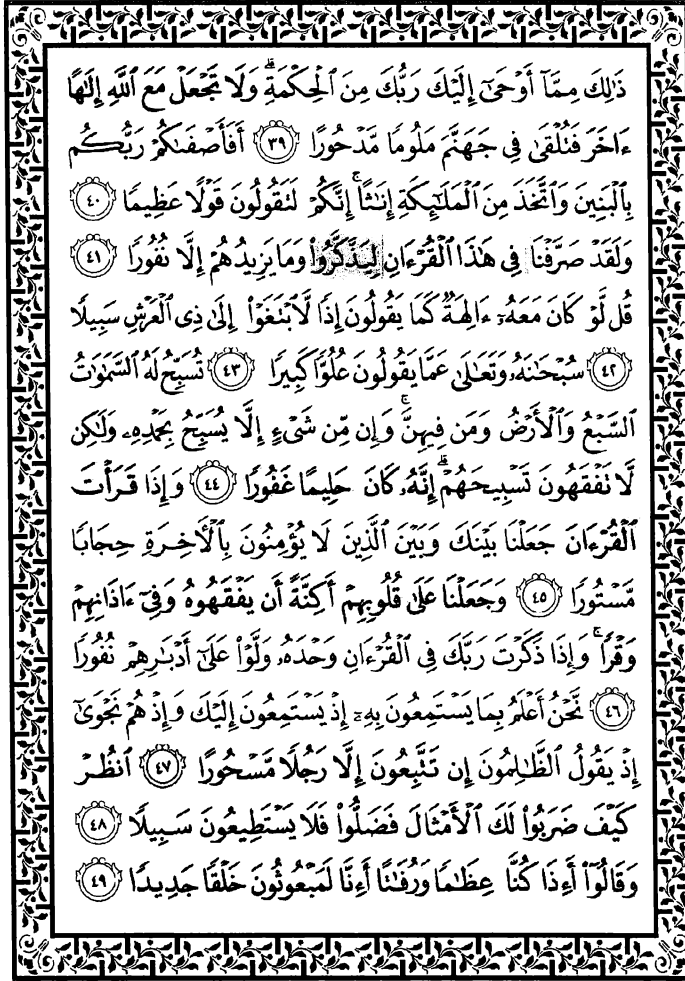 ذَٰلِكَ مِمَّآ أَوۡحَىٰٓ إِلَيۡكَ رَبُّكَ مِنَ ٱلۡحِكۡمَةِۗ وَلَا تَجۡعَلۡ مَعَ ٱللَّهِ إِلَٰهًا
ءَاخَرَ فَتُلۡقَىٰ فِي جَهَنَّمَ مَلُومٗا مَّدۡحُورًا ٣٩ أَفَأَصۡفَىٰكُمۡ رَبُّكُم
بِٱلۡبَنِينَ وَٱتَّخَذَ مِنَ ٱلۡمَلَٰٓئِكَةِ إِنَٰثًاۚ إِنَّكُمۡ لَتَقُولُونَ قَوۡلًا عَظِيمٗا ٤٠
وَلَقَدۡ صَرَّفۡنَا فِي هَٰذَا ٱلۡقُرۡءَانِ لِيَذَّكَّرُواْ وَمَا يَزِيدُهُمۡ إِلَّا نُفُورٗا ٤١
قُل لَّوۡ كَانَ مَعَهُۥٓ ءَالِهَةٞ كَمَا يَقُولُونَ إِذٗا لَّٱبۡتَغَوۡاْ إِلَىٰ ذِي ٱلۡعَرۡشِ سَبِيلٗا
٤٢ سُبۡحَٰنَهُۥ وَتَعَٰلَىٰ عَمَّا يَقُولُونَ عُلُوّٗا كَبِيرٗا ٤٣ تُسَبِّحُ لَهُ ٱلسَّمَٰوَٰتُ
ٱلسَّبۡعُ وَٱلۡأَرۡضُ وَمَن فِيهِنَّۚ وَإِن مِّن شَيۡءٍ إِلَّا يُسَبِّحُ بِحَمۡدِهِۦ وَلَٰكِن
لَّا تَفۡقَهُونَ تَسۡبِيحَهُمۡۗ إِنَّهُۥ كَانَ حَلِيمًا غَفُورٗا ٤٤ وَإِذَا قَرَأۡتَ
ٱلۡقُرۡءَانَ جَعَلۡنَا بَيۡنَكَ وَبَيۡنَ ٱلَّذِينَ لَا يُؤۡمِنُونَ بِٱلۡأٓخِرَةِ حِجَابٗا
مَّسۡتُورٗا ٤٥ وَجَعَلۡنَا عَلَىٰ قُلُوبِهِمۡ أَكِنَّةً أَن يَفۡقَهُوهُ وَفِيٓ ءَاذَانِهِمۡ
وَقۡرٗاۚ وَإِذَا ذَكَرۡتَ رَبَّكَ فِي ٱلۡقُرۡءَانِ وَحۡدَهُۥ وَلَّوۡاْ عَلَىٰٓ أَدۡبَٰرِهِمۡ نُفُورٗا
٤٦ نَّحۡنُ أَعۡلَمُ بِمَا يَسۡتَمِعُونَ بِهِۦٓ إِذۡ يَسۡتَمِعُونَ إِلَيۡكَ وَإِذۡ هُمۡ نَجۡوَىٰٓ
إِذۡ يَقُولُ ٱلظَّٰلِمُونَ إِن تَتَّبِعُونَ إِلَّا رَجُلٗا مَّسۡحُورًا ٤٧ ٱنظُرۡ
كَيۡفَ ضَرَبُواْ لَكَ ٱلۡأَمۡثَالَ فَضَلُّواْ فَلَا يَسۡتَطِيعُونَ سَبِيلٗا ٤٨
وَقَالُوٓاْ أَءِذَا كُنَّا عِظَٰمٗا وَرُفَٰتًا أَءِنَّا لَمَبۡعُوثُونَ خَلۡقٗا جَدِيدٗا ٤٩